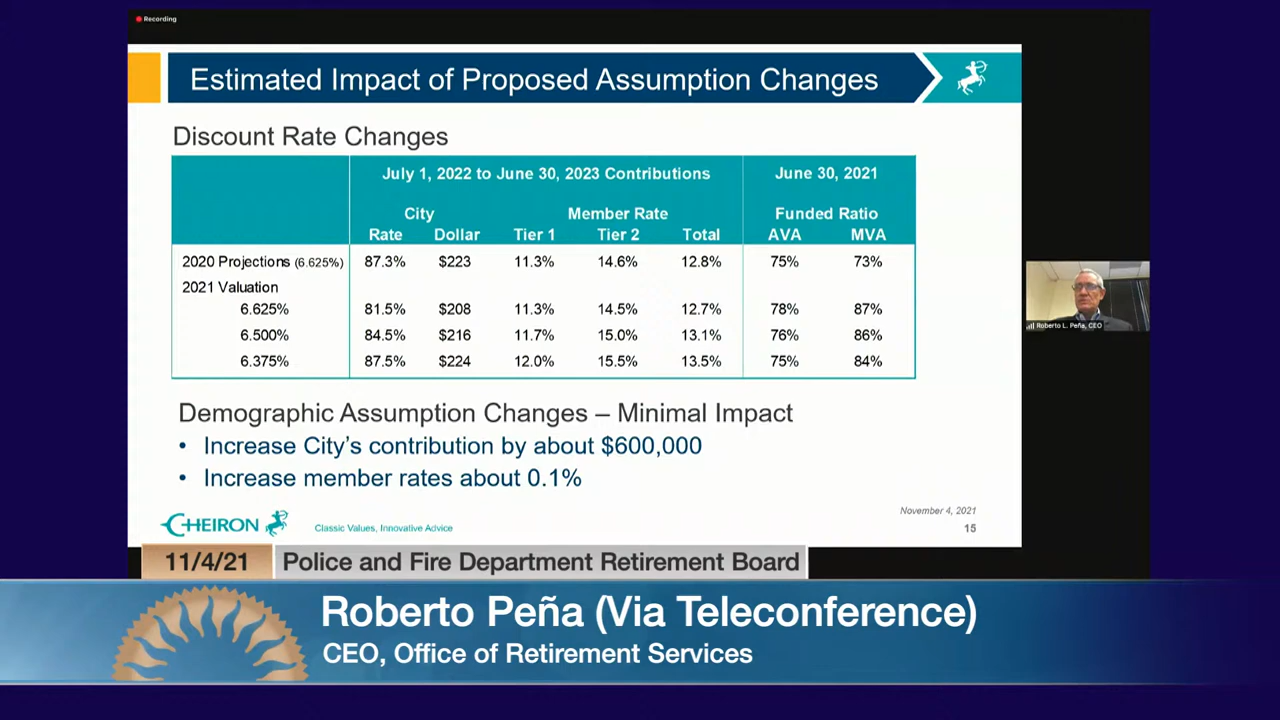 Recording
Estimated Impact of Proposed Assumption Changes
Discount Rate Changes
July 1, 2022 to June 30, 2023 Contributions June 30, 2021
City Member Rate Funded Ratio
Rate Dollar Tier 1 Tier 2 Total AVA MVA
2020 Projections (6.625%) 87.3% $223 11.3% 14.6% 12.8% 75% 73%
2021 Valuation
6.625% 81.5% $208 11.3% 14.5% 12.7% 78% 87%
6.500% 84.5% $216 11.7% 15.0% 13.1% 76% 86%
6.375% 87.5% $224 12.0% 15.5% 13.5% 75% 84%
Roberto L. Peña, CEO
Demographic Assumption Changes – Minimal Impact
• Increase City's contribution by about $600,000
• Increase member rates about 0.1%
November 4, 2021
CHEIRON Classic Values, Innovative Advice 15
11/4/21 Police and Fire Department Retirement Board
Roberto Peña (Via Teleconference)
CEO, Office of Retirement Services